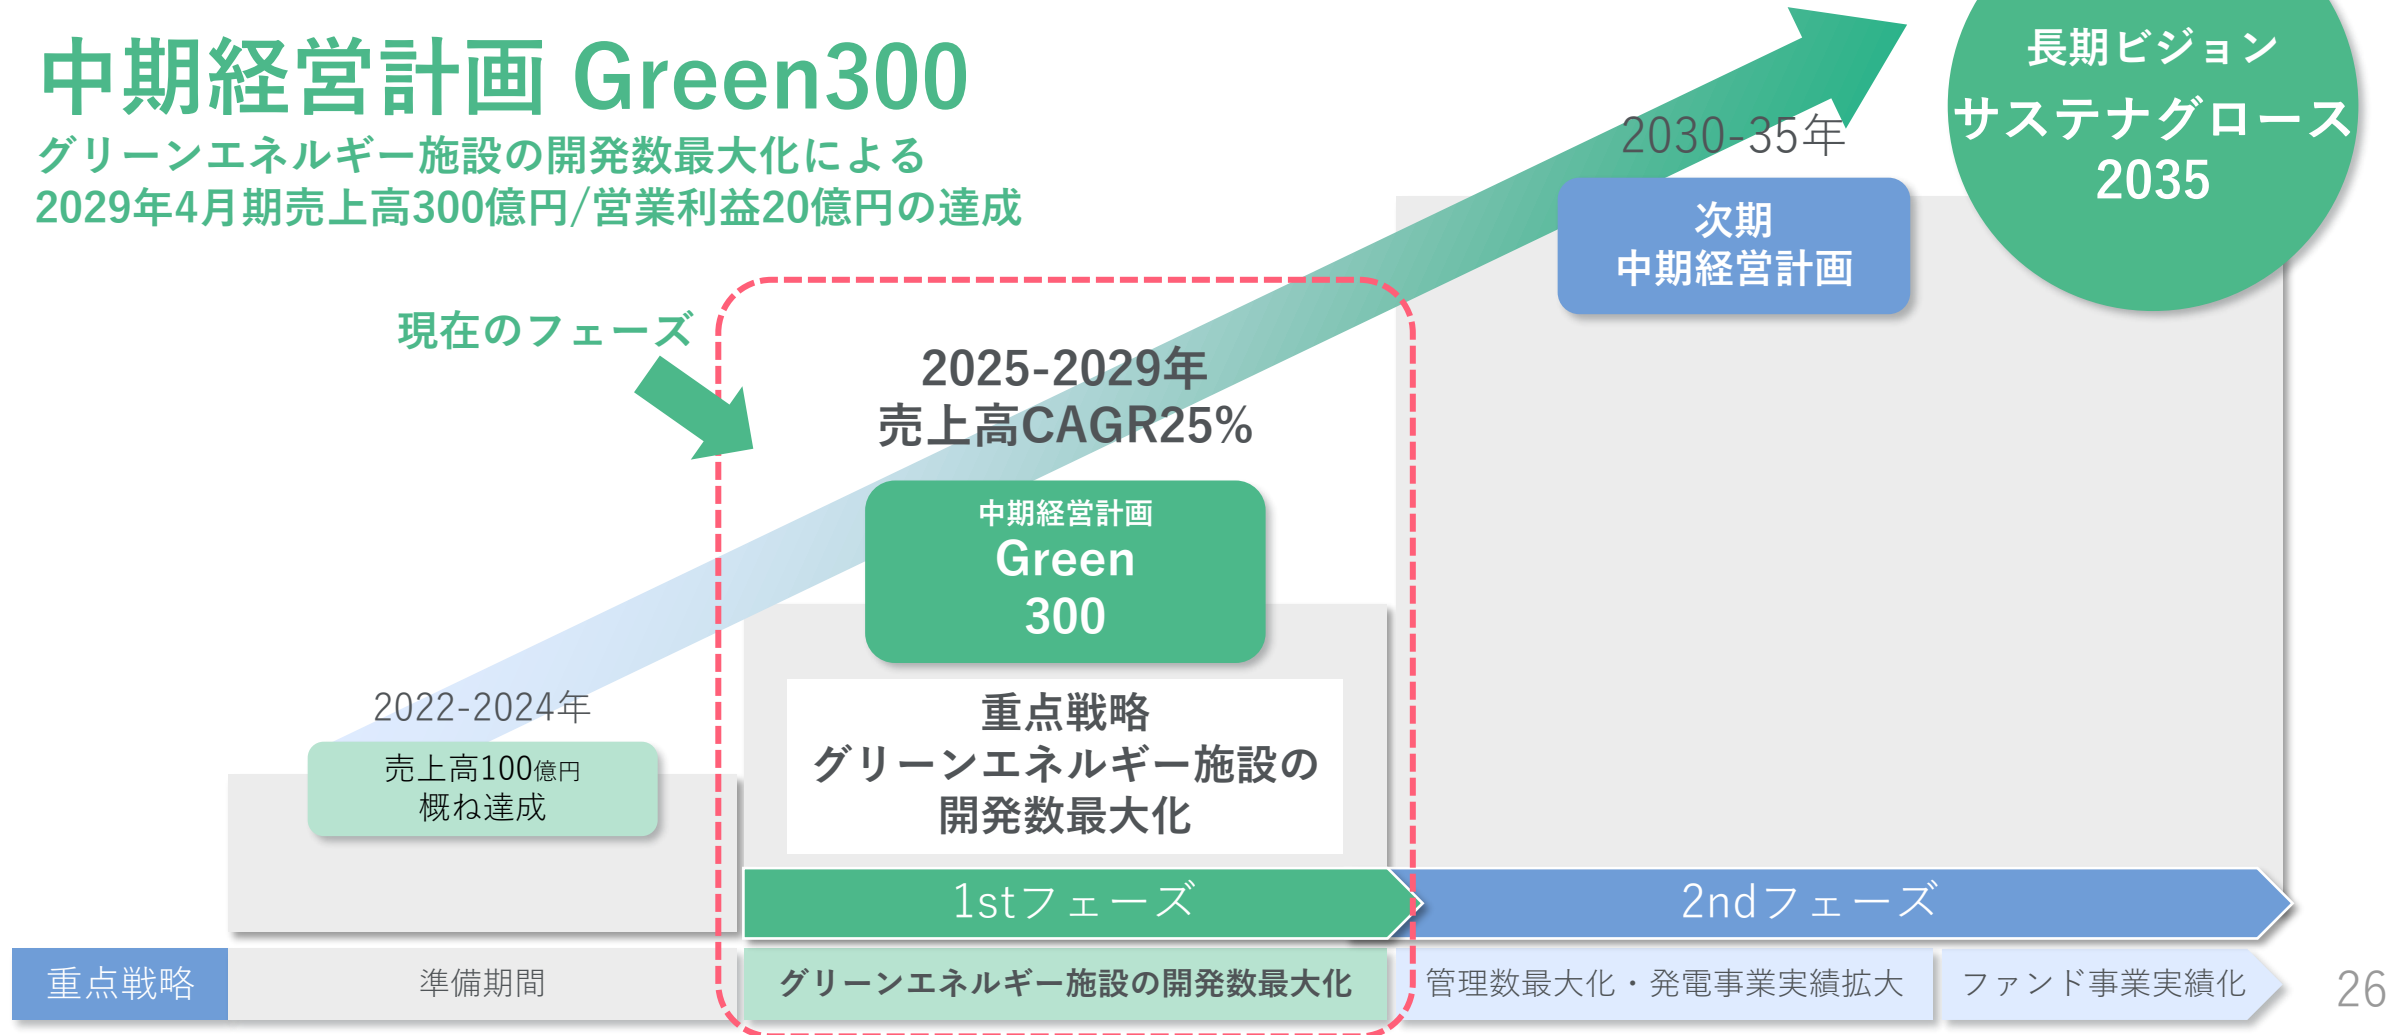 中期経営計画 Green300
グリーンエネルギー施設の開発数最大化による
2029年4月期売上高300億円/営業利益20億円の達成
長期ビジョン
サステナグロース
2035
2030-35年
次期
中期経営計画
現在のフェーズ
2025-2029年
売上高CAGR25%
中期経営計画
Green
300
2022-2024年
売上高100億円
概ね達成
重点戦略
グリーンエネルギー施設の
開発数最大化
1stフェーズ
2ndフェーズ
重点戦略
準備期間
グリーンエネルギー施設の開発数最大化
管理数最大化・発電事業実績拡大
ファンド事業実績化
26